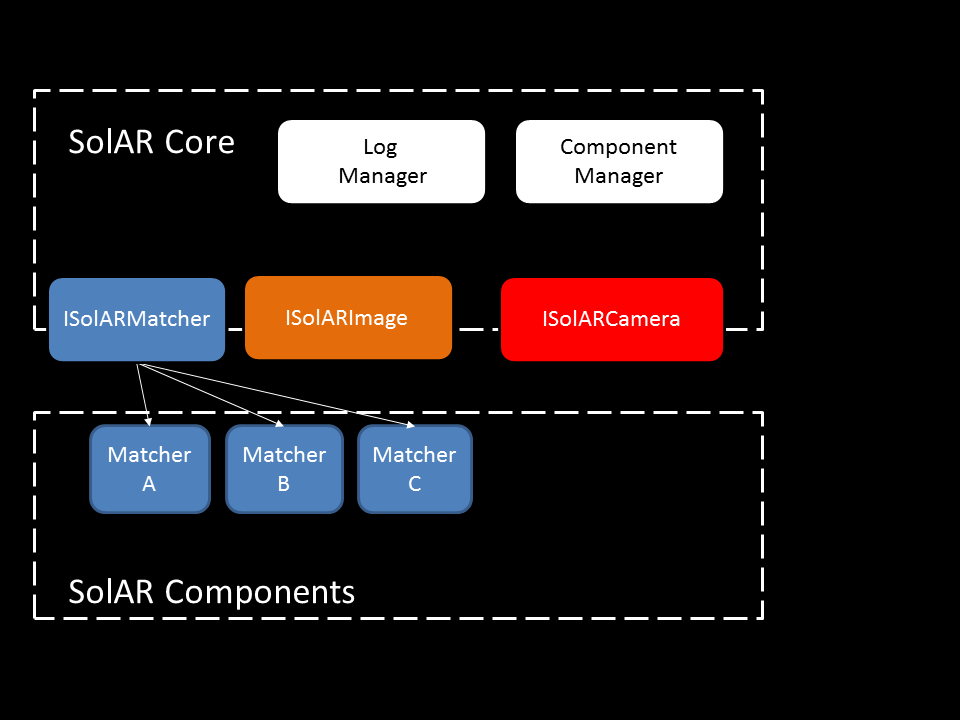 SolAR Core
Log
Manager
Component
Manager
ISolARMatcher
ISolARImage
ISolARCamera
Matcher
A
Matcher
B
Matcher
C
SolAR Components